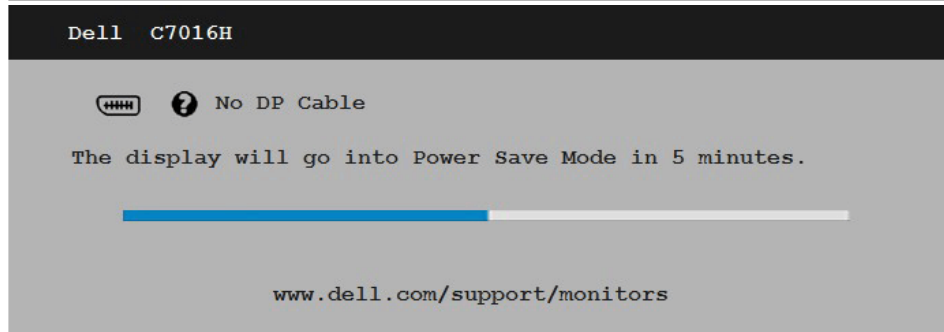 Dell C7016H
No DP Cable
The display will go into Power Save Mode in 5 minutes.
www.dell.com/support/monitors